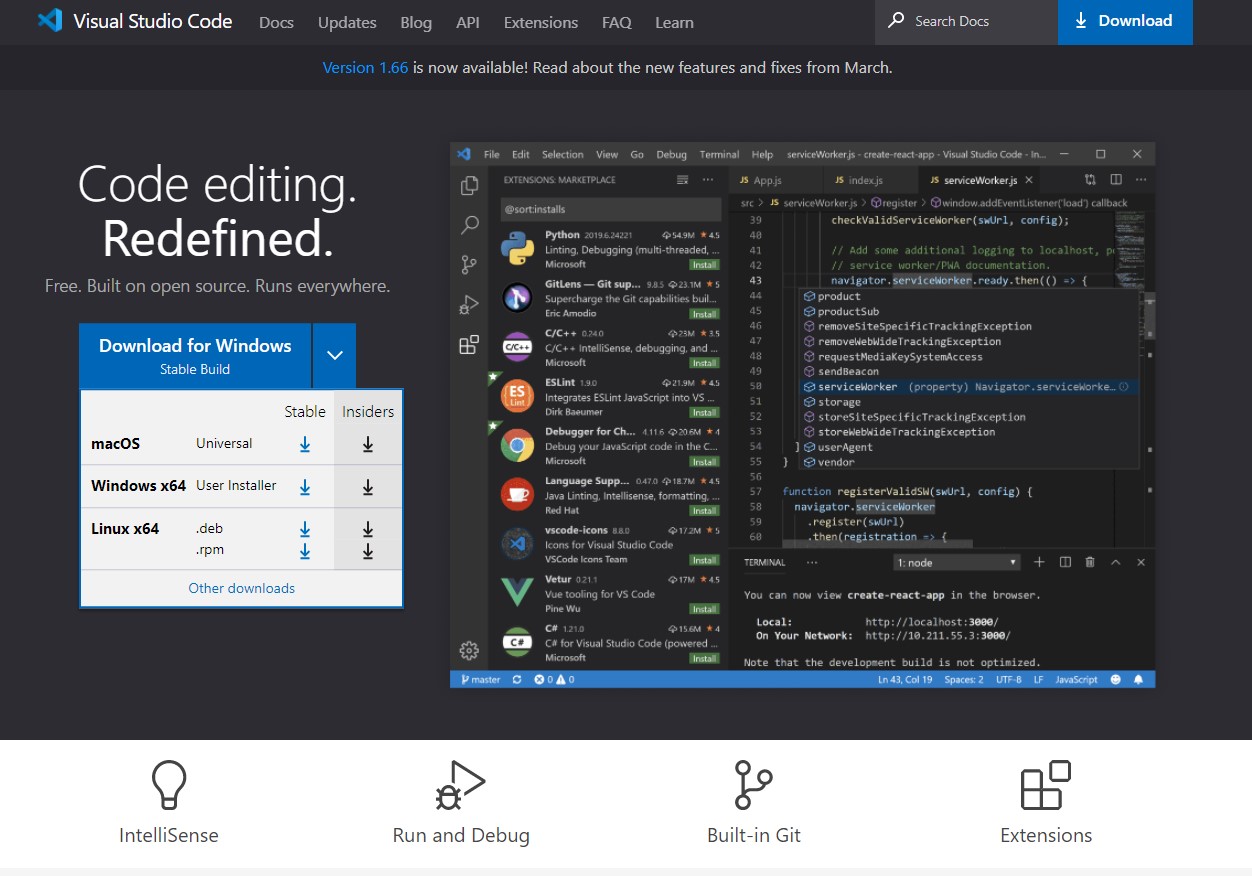 Visual Studio Code Docs Updates Blog API Extensions FAQ Learn Search Docs Download
Version 1.66 is now available! Read about the new features and fixes from March.
Code editing.
Redefined.
Free. Built on open source. Runs everywhere.
Download for Windows
Stable Build
Stable Insiders
macOS Universal
Windows x64 User Installer
Linux x64 .deb
.rpm
Other downloads
File Edit Selection View Go Debug Terminal Help serviceWorker.js - create-react-app - Visual Studio Code - In...
EXTENSIONS: MARKETPLACE
@sort:installs
Python 2019.6.24221 54.9M 4.5
Linting, Debugging (multi-threaded, ...
Microsoft Install
GitLens — Git sup... 9.8.5 23.1M 5
Supercharge the Git capabilities buil...
Eric Amodio Install
C/C++
C/C++ 0.24.0 23M 3.5
C/C++ IntelliSense, debugging, and ...
Microsoft Install
ES
Lint
ESLint 1.9.0 21.9M 4.5
Integrates ESLint JavaScript into VS ...
Dirk Baeumer Install
Debugger for Ch... 4.11.6 20.6M 4
Debug your JavaScript code in the C...
Microsoft Install
Language Supp... 0.47.0 18.7M 4.5
Java Linting, Intellisense, formatting, ...
Red Hat Install
vscode-icons 8.8.0 17.2M 5
Icons for Visual Studio Code
VSCode Icons Team Install
Vetur 0.21.1 17M 4.5
Vue tooling for VS Code
Pine Wu Install
C#
C# 1.21.0 15.6M 4
C# for Visual Studio Code (powered ...
Microsoft Install
JS App.js JS index.js JS serviceWorker.js
src > JS serviceWorker.js > register > window.addEventListener('load') callback
39 checkValidServiceWorker(swUrl, config);
40
41 // Add some additional logging to localhost, p
42 // service worker/PWA documentation.
43 navigator.serviceWorker.ready.then(() => {
44 product
45 productSub
46 removeSiteSpecificTrackingException
47 removeWebWideTrackingException
48 requestMediaKeySystemAccess
49 sendBeacon
50 serviceWorker (property) Navigator.serviceWorke...
51 storage
52 storeSiteSpecificTrackingException
53 storeWebWideTrackingException
54 ] userAgent
55 } vendor
56
57 function registerValidSW(swUrl, config) {
58 navigator.serviceWorker
59 .register(swUrl)
60 .then(registration => {
TERMINAL ... 1: node
You can now view create-react-app in the browser.
Local: http://localhost:3000/
On Your Network: http://10.211.55.3:3000/
Note that the development build is not optimized.
master 0 0 Ln 43, Col 19 Spaces: 2 UTF-8 LF JavaScript
IntelliSense
Run and Debug
Built-in Git
Extensions